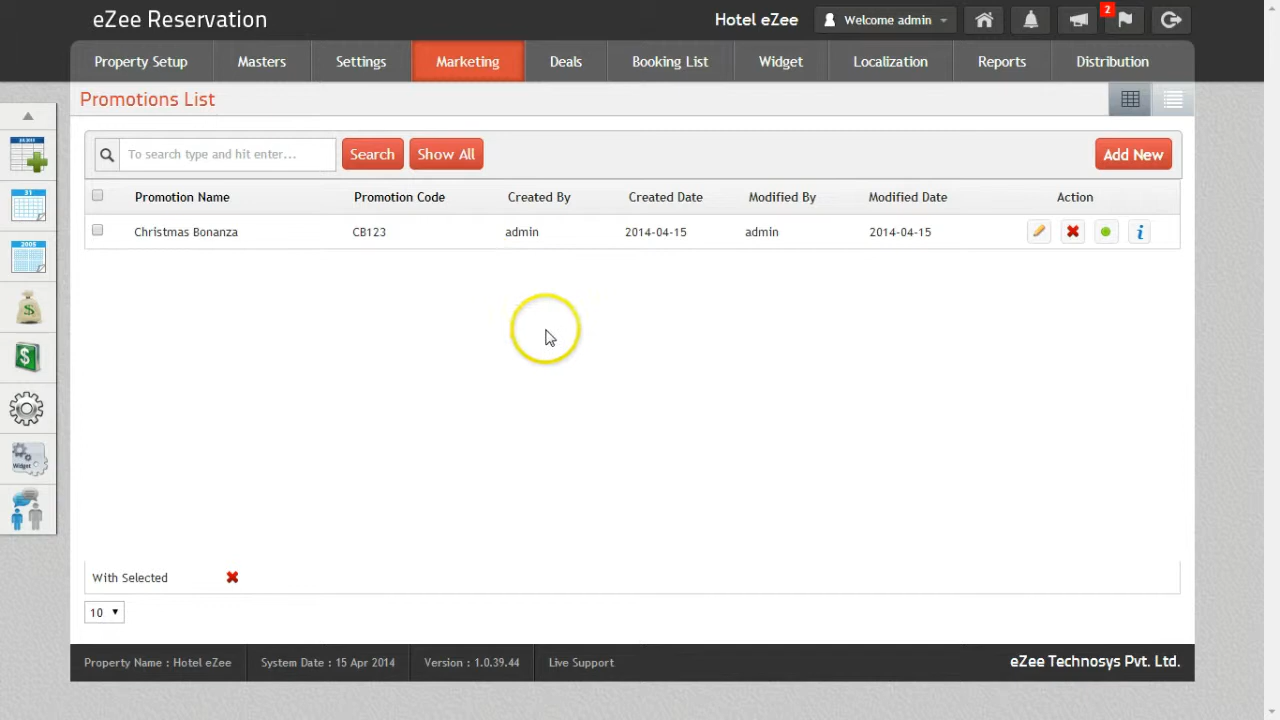 eZee Reservation
Hotel eZee
Welcome admin
2
Property Setup
Masters
Settings
Marketing
Deals
Booking List
Widget
Localization
Reports
Distribution
Promotions List
To search type and hit enter...
Search
Show All
Add New
Promotion Name
Promotion Code
Created By
Created Date
Modified By
Modified Date
Action
Christmas Bonanza
CB123
admin
2014-04-15
admin
2014-04-15
31
2005
$
$
Widget
With Selected
10
Property Name : Hotel eZee
System Date : 15 Apr 2014
Version : 1.0.39.44
Live Support
eZee Technosys Pvt. Ltd.